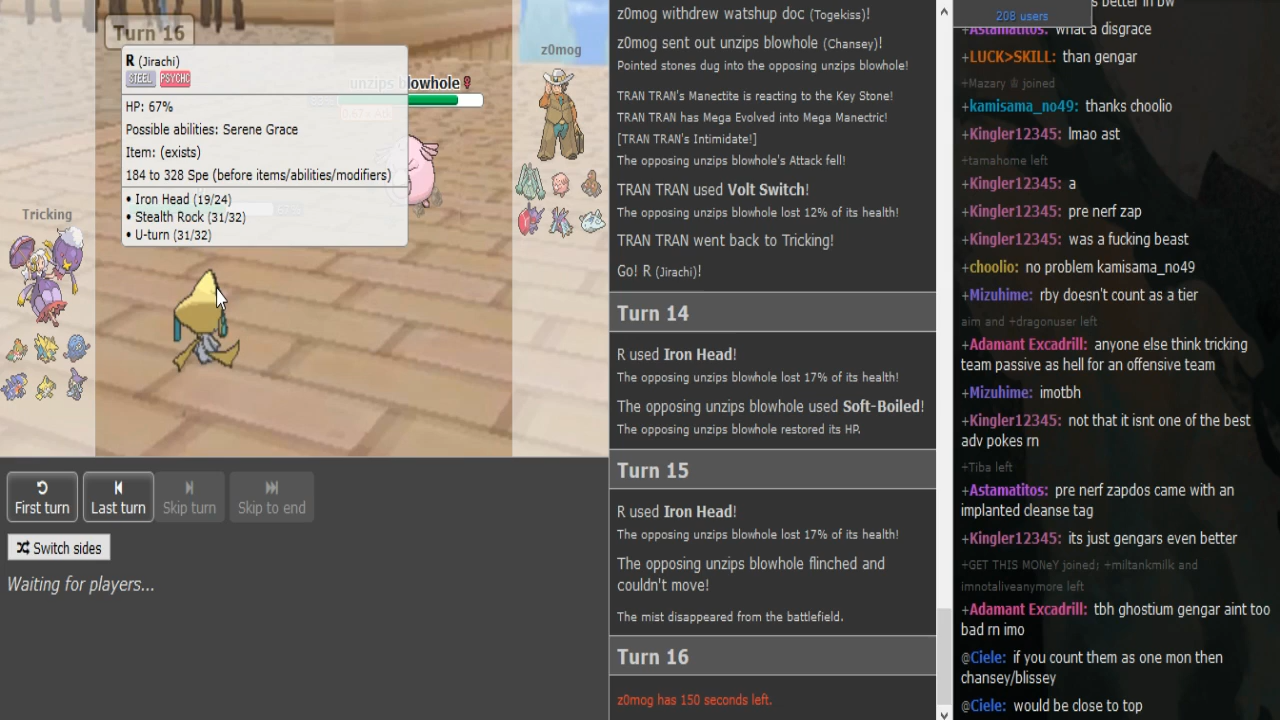 Turn 16
R (Jirachi)
STEEL PSYCHC
HP: 67%
Possible abilities: Serene Grace
Item: (exists)
184 to 328 Spe (before items/abilities/modifiers)
• Iron Head (19/24)
• Stealth Rock (31/32)
• U-turn (31/32)
unzips blowhole
Tricking
z0mog
First turn
Last turn
Skip turn
Skip to end
Switch sides
Waiting for players...
z0mog withdrew watshup doc (Togekiss)!
z0mog sent out unzips blowhole (Chansey)!
Pointed stones dug into the opposing unzips blowhole!
TRAN TRAN's Manectite is reacting to the Key Stone!
TRAN TRAN has Mega Evolved into Mega Manectric!
[TRAN TRAN's Intimidate!]
The opposing unzips blowhole's Attack fell!
TRAN TRAN used Volt Switch!
The opposing unzips blowhole lost 12% of its health!
TRAN TRAN went back to Tricking!
Go! R (Jirachi)!
Turn 14
R used Iron Head!
The opposing unzips blowhole lost 17% of its health!
The opposing unzips blowhole used Soft-Boiled!
The opposing unzips blowhole restored its HP.
Turn 15
R used Iron Head!
The opposing unzips blowhole lost 17% of its health!
The opposing unzips blowhole flinched and
couldn't move!
The mist disappeared from the battlefield.
Turn 16
z0mog has 150 seconds left.
208 users
s better in bw
+Astamatitos: what a disgrace
+LUCK>SKILL: than gengar
+Mazary joined
+kamisama_no49: thanks choolio
+Kingler12345: lmao ast
+tamahome left
+Kingler12345: a
+Kingler12345: pre nerf zap
+Kingler12345: was a fucking beast
+choolio: no problem kamisama_no49
+Mizuhime: rby doesn't count as a tier
aim and +dragonuser left
+Adamant Excadrill: anyone else think tricking
team passive as hell for an offensive team
+Mizuhime: imotbh
+Kingler12345: not that it isnt one of the best
adv pokes rn
+Tiba left
+Astamatitos: pre nerf zapdos came with an
implanted cleanse tag
+Kingler12345: its just gengars even better
+GET THIS MONeY joined; +miltankmilk and
imnotaliveanymore left
+Adamant Excadrill: tbh ghostium gengar aint too
bad rn imo
@Ciele: if you count them as one mon then
chansey/blissey
@Ciele: would be close to top